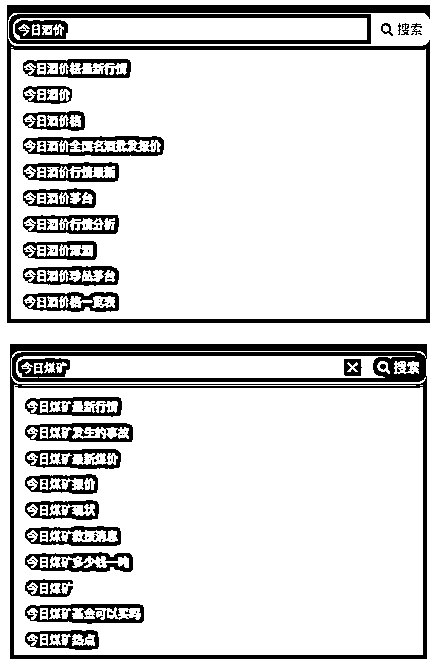 今日酒价
搜索
今日酒价格最新行情
今日酒价
今日酒价格
今日酒价全国名酒批发报价
今日酒价行情最新
今日酒价茅台
今日酒价行情分析
今日酒价
今日酒价珍品茅台
今日酒价格一览表
今日煤矿
搜索
今日煤矿最新行情
今日煤矿发生的事故
今日煤矿最新煤价
今日煤矿报价
今日煤矿现状
今日煤矿数据消息
今日煤矿多少钱一吨
今日煤矿
今日煤矿基金可以买吗
今日煤矿热点